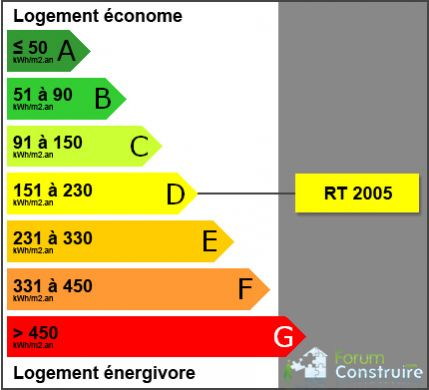 Logement économe
≤ 50 A
kWh/m2.an
51 à 90 B
kWh/m2.an
91 à 150 C
kWh/m2.an
151 à 230 D RT 2005
kWh/m2.an
231 à 330 E
kWh/m2.an
331 à 450 F
kWh/m2.an
> 450 G
kWh/m2.an
Forum
Construire
Logement énergivore